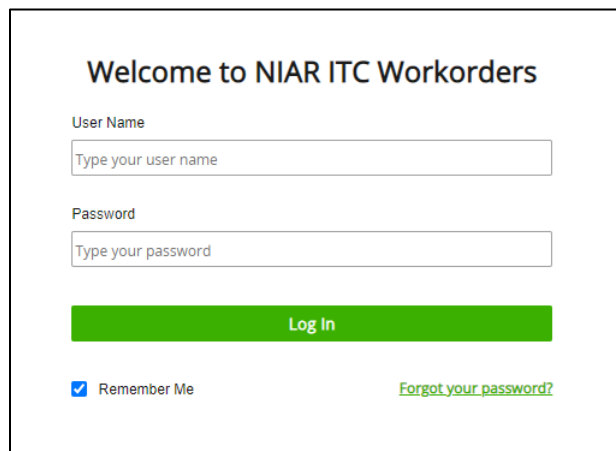 Welcome to NIAR ITC Workorders
User Name
Type your user name
Password
Type your password
Log In
Remember Me
Forgot your password?